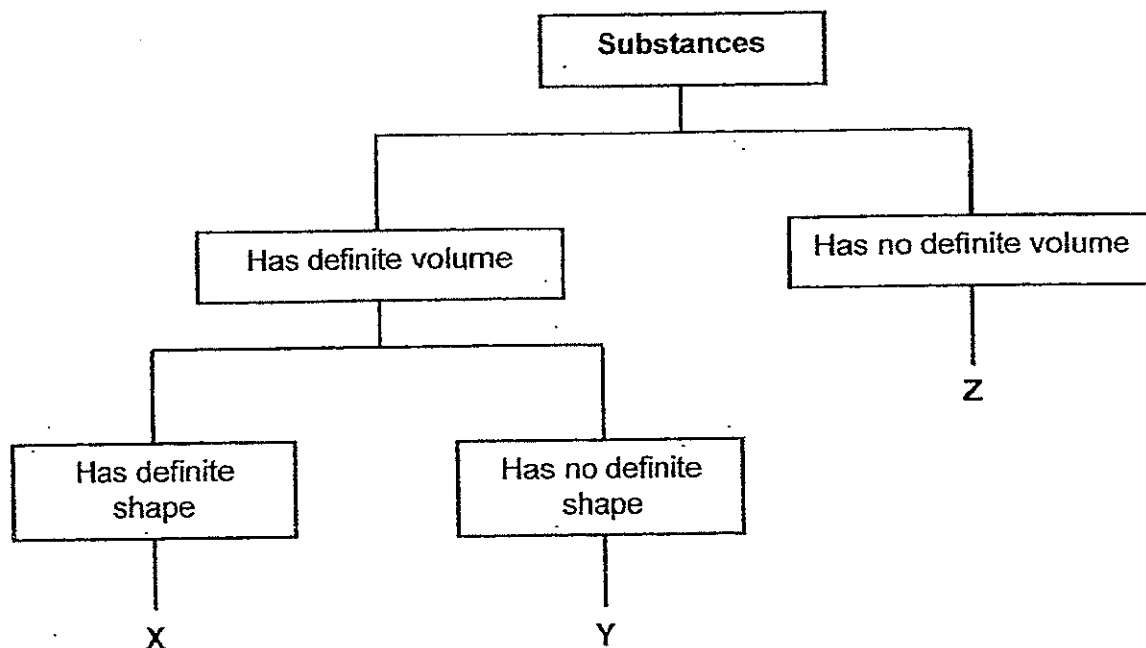 Substances
Has definite volume
Has no definite volume
Z
Has definite
shape
Has no definite
shape
X
Y